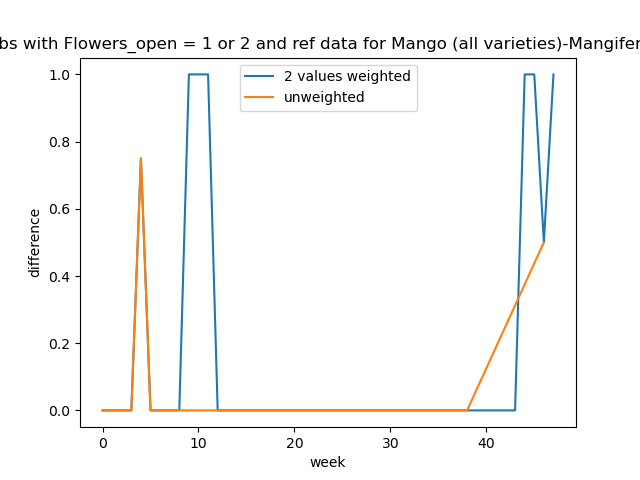 bs with Flowers_open = 1 or 2 and ref data for Mango (all varieties)-Mangifer
1.0
0.8
0.6
0.4
0.2
0.0
difference
2 values weighted
unweighted
0 10 20 30 40
week